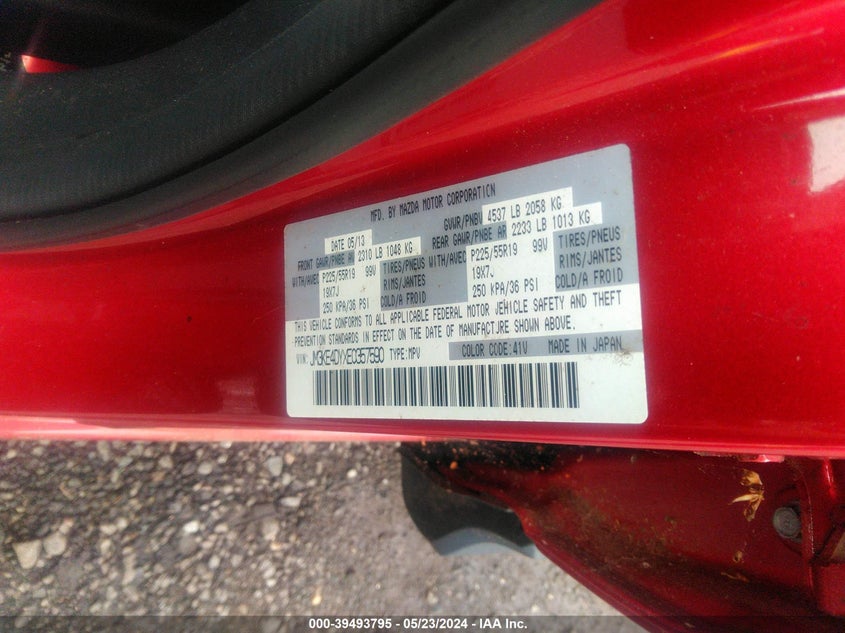 MFD. BY MAZDA MOTOR CORPORATION
DATE 05/13 GVWR/PNBV 4537 LB 2058 KG
FRONT GAWR/PNBE AV 2310 LB 1048 KG REAR GAWR/PNBE AR 2233 LB 1013 KG
WITH/AVEC P225/55R19 99V TIRES/PNEUS WITH/AVEC P225/55R19 99V TIRES/PNEUS
19X7J RIMS/JANTES 19X7J RIMS/JANTES
250 KPA/36 PSI COLD/A FROID 250 KPA/36 PSI COLD/A FROID
THIS VEHICLE CONFORMS TO ALL APPLICABLE FEDERAL MOTOR VEHICLE SAFETY AND THEFT
PREVENTION STANDARDS IN EFFECT ON THE DATE OF MANUFACTURE SHOWN ABOVE.
VIN: JM3KE4DYXE0357590 TYPE:MPV COLOR CODE:41V MADE IN JAPAN
000-39493795 - 05/23/2024 - IAA Inc.